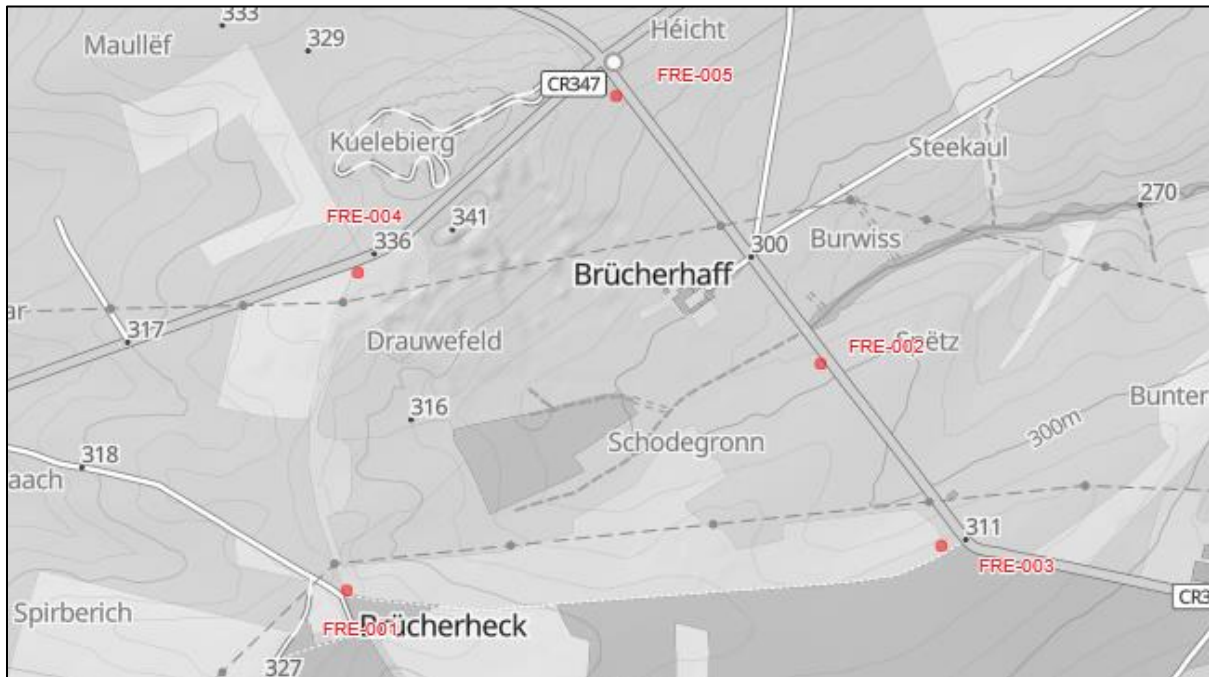 333
Maullëf
329
Héicht
FRE-005
CR347
Kuelebierg
Steekaul
FRE-004
341
336
270
300
Burwiss
Brücherhaff
ar
317
Drauwefeld
FRE-002
Spëtz
316
Bunter
300m
Schodegronn
318
aach
311
FRE-003
CR3
Spirberich
FRE-001
Brücherheck
327